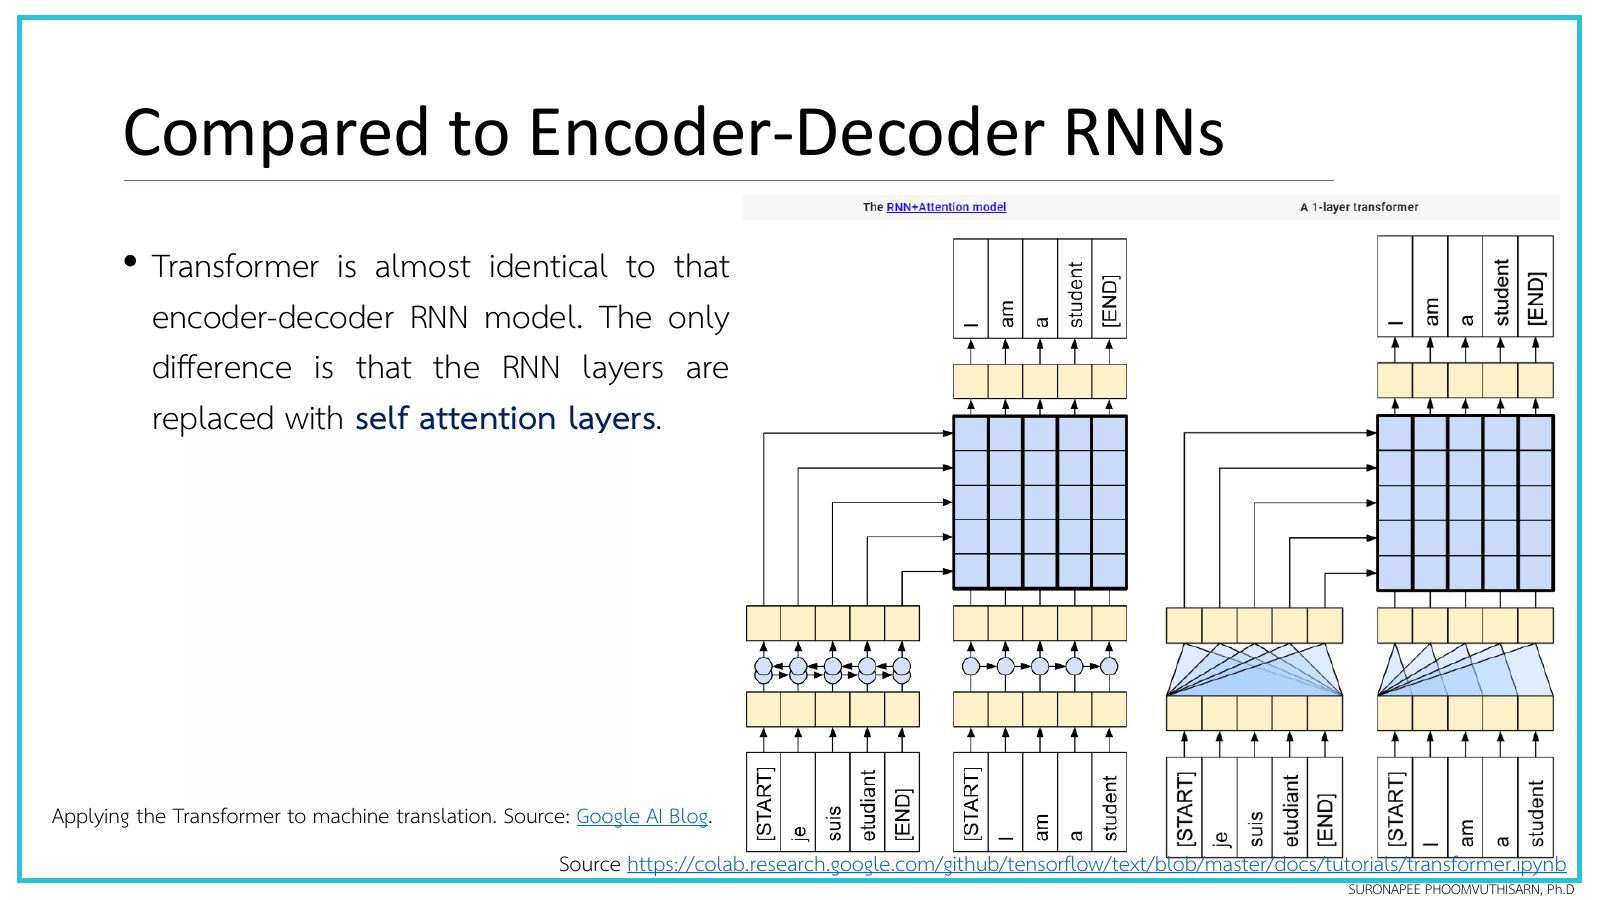 Compared to Encoder-Decoder RNNs
The RNN+Attention model
A 1-layer transformer
• Transformer is almost identical to that
encoder-decoder RNN model. The only
difference is that the RNN layers are
replaced with self attention layers.
I am a student [END]
I am a student [END]
[START] je suis etudiant [END]
[START] I am a student
[START] je suis etudiant [END]
[START] I am a student
Applying the Transformer to machine translation. Source: Google AI Blog.
Source https://colab.research.google.com/github/tensorflow/text/blob/master/docs/tutorials/transformer.ipynb
SURONAPEE PHOOMVUTHISARN, Ph.D